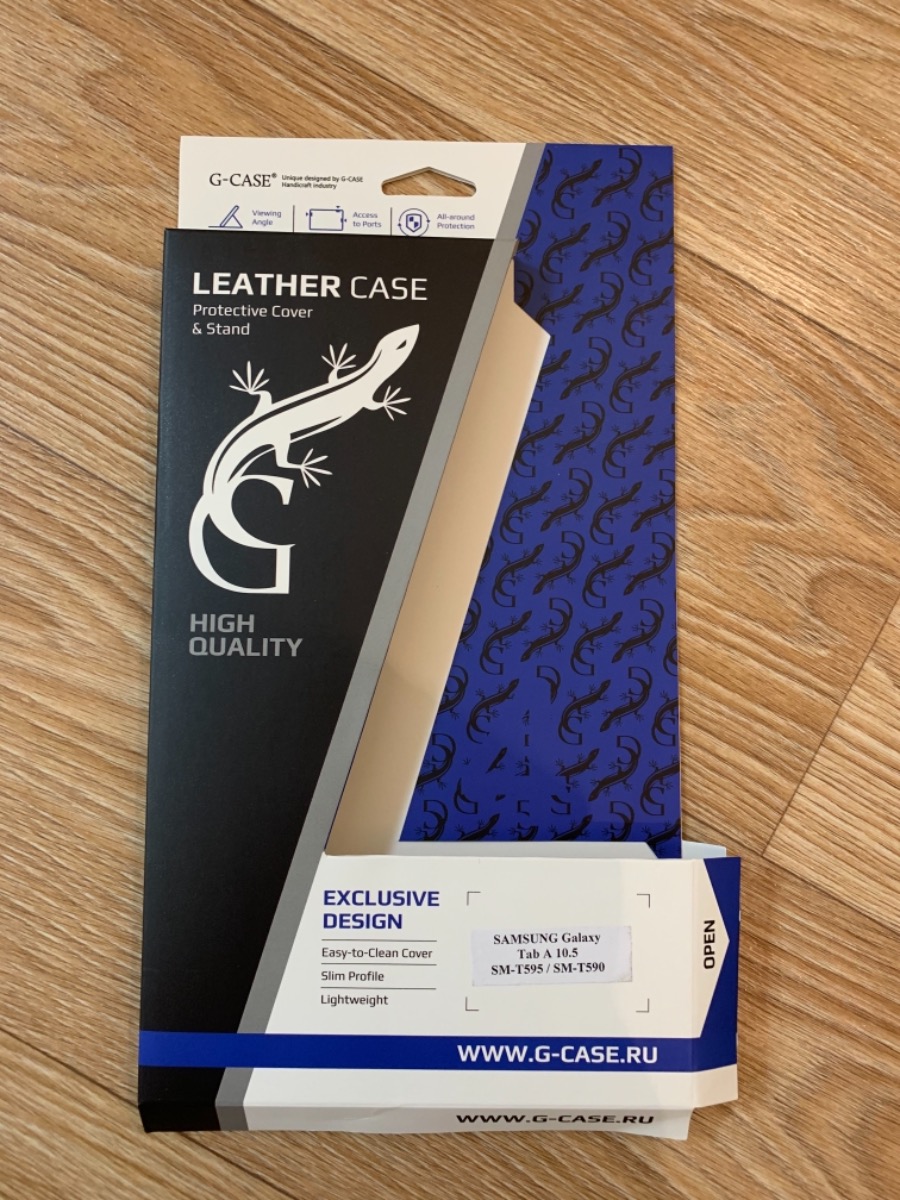 G-CASE®
Unique designed by G-CASE
Handicraft industry
Viewing
Angle
Access
to Ports
All-around
Protection
LEATHER CASE
Protective Cover
& Stand
HIGH
QUALITY
EXCLUSIVE
DESIGN
Easy-to-Clean Cover
Slim Profile
Lightweight
SAMSUNG Galaxy
Tab A 10.5
SM-T595 / SM-T590
OPEN
WWW.G-CASE.RU
WWW.G-CASE.RU